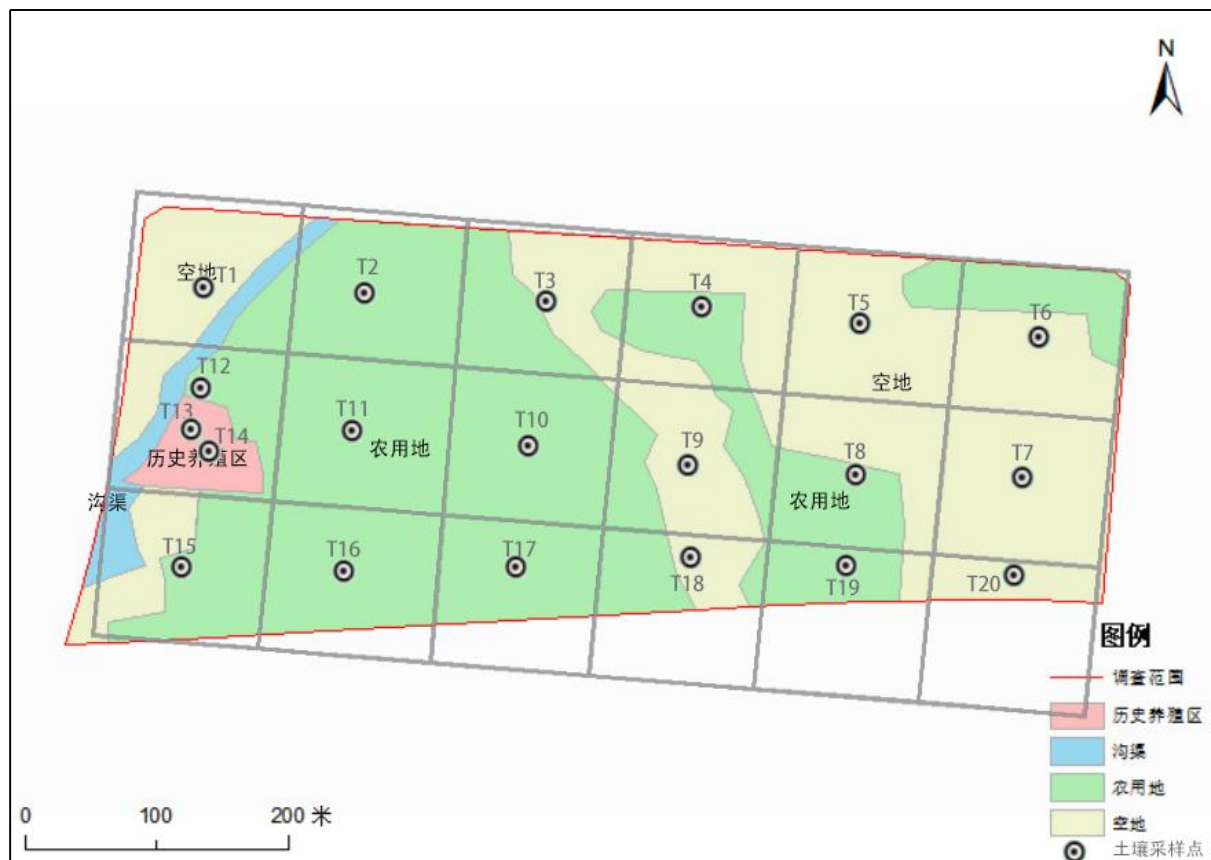 N
空地
T1
T2
T3
T4
T5
T6
空地
T12
T13
T14
历史养殖区
T11
农用地
T10
T9
T8
农用地
T7
沟渠
T15
T16
T17
T18
T19
T20
图例
调查范围
历史养殖区
沟渠
农用地
空地
土壤采样点
0 100 200 米